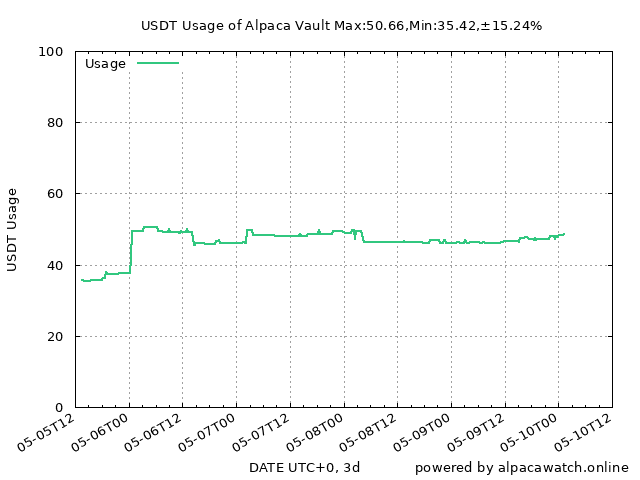 USDT Usage of Alpaca Vault Max:50.66,Min:35.42,±15.24%
Usage
100
80
60
40
20
0
USDT Usage
05-05T12
05-06T00
05-06T12
05-07T00
05-07T12
05-08T00
05-08T12
05-09T00
05-09T12
05-10T00
05-10T12
DATE UTC+0, 3d
powered by alpacawatch.online